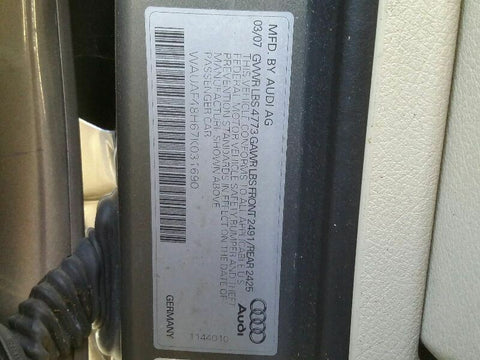 MFD. BY AUDI AG
03/07 GVWR LBS 4773 GAWR LBS FRONT 2491/REAR 2425
THIS VEHICLE CONFORMS TO ALL APPLICABLE U.S.
FEDERAL MOTOR VEHICLE SAFETY BUMPER AND THEFT
PREVENTION STANDARDS IN EFFECT ON THE DATE OF
MANUFACTURE SHOWN ABOVE
PASSENGER CAR
WAUAF48H67K031690
Audi
1144010
GERMANY